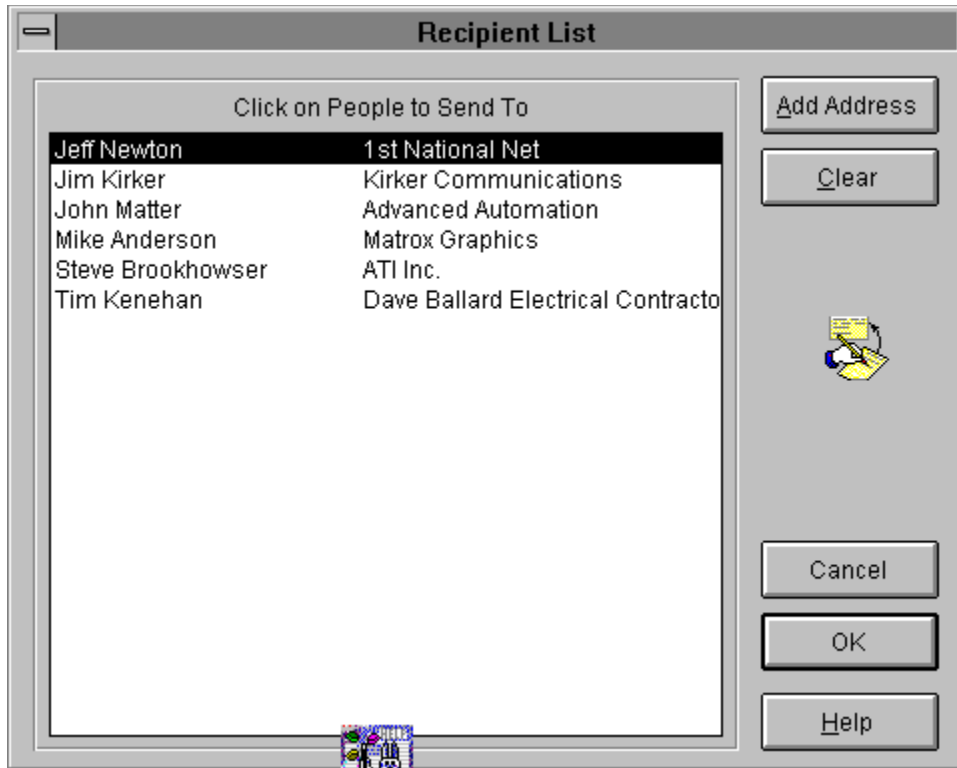 Recipient List
Click on People to Send To
Jeff Newton 1st National Net
Jim Kirker Kirker Communications
John Matter Advanced Automation
Mike Anderson Matrox Graphics
Steve Brookhowser ATI Inc.
Tim Kenehan Dave Ballard Electrical Contracto
Add Address
Clear
Cancel
OK
Help